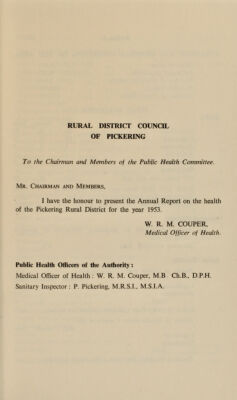 RURAL DISTRICT COUNCIL
OF PICKERING
To the Chairman and Members of the Public Health Committee.
MR. CHAIRMAN AND MEMBERS,
I have the honour to present the Annual Report on the health
of the Pickering Rural District for the year 1953.
W. R. M. COUPER,
Medical Officer of Health.
Public Health Officers of the Authority :
Medical Officer of Health : W. R. M. Couper, M.B Ch.B., D.P.H.
Sanitary Inspector : P. Pickering, M.R.S.I., M.S.I.A.